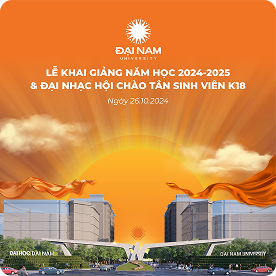 ĐẠI NAM
UNIVERSITY
LỄ KHAI GIẢNG NĂM HỌC 2024-2025
& ĐẠI NHẠC HỘI CHÀO TÂN SINH VIÊN K18
Ngày 26.10.2024
ĐẠI HỌC ĐẠI NAM
DAI NAM UNIVERSITY